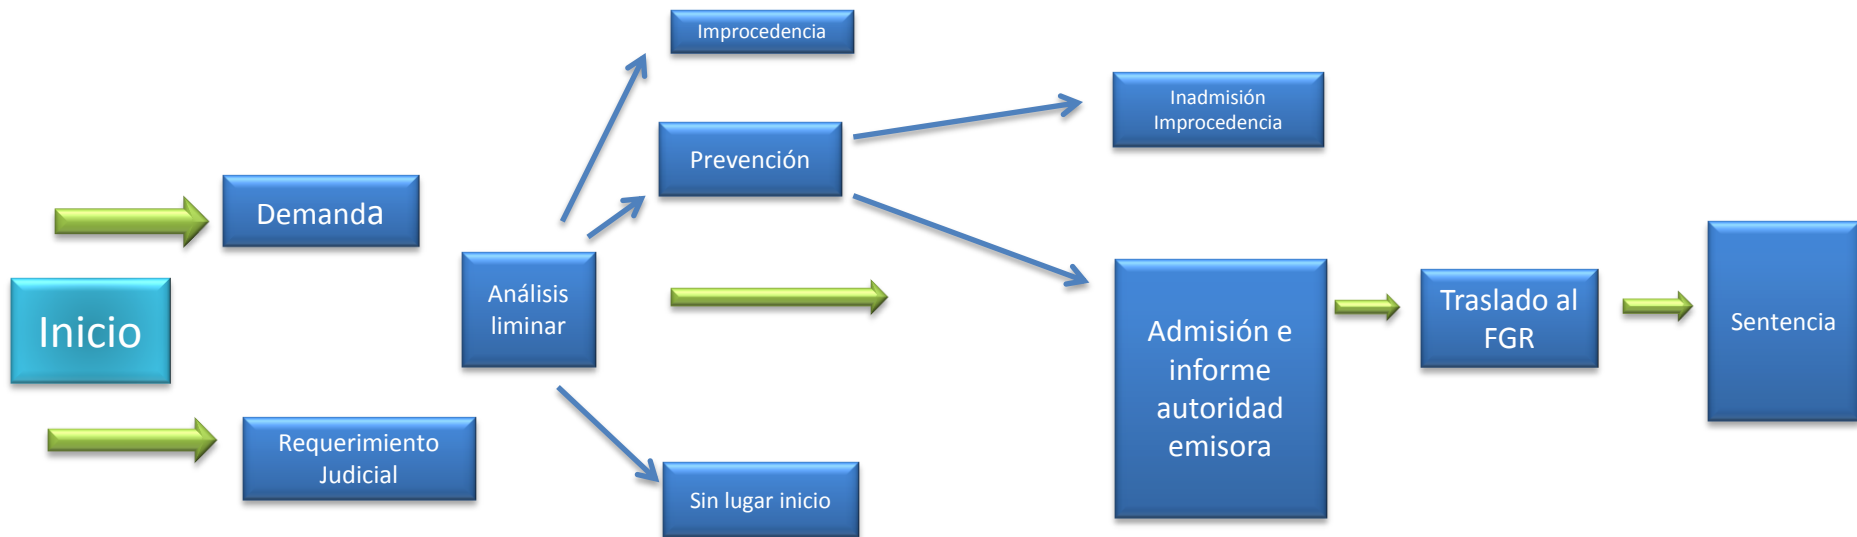 Improcedencia
Inadmisión
Improcedencia
Prevención
Demanda
Análisis
liminar
Inicio
Admisión e
informe
autoridad
emisora
Traslado al
FGR
Sentencia
Requerimiento
Judicial
Sin lugar inicio